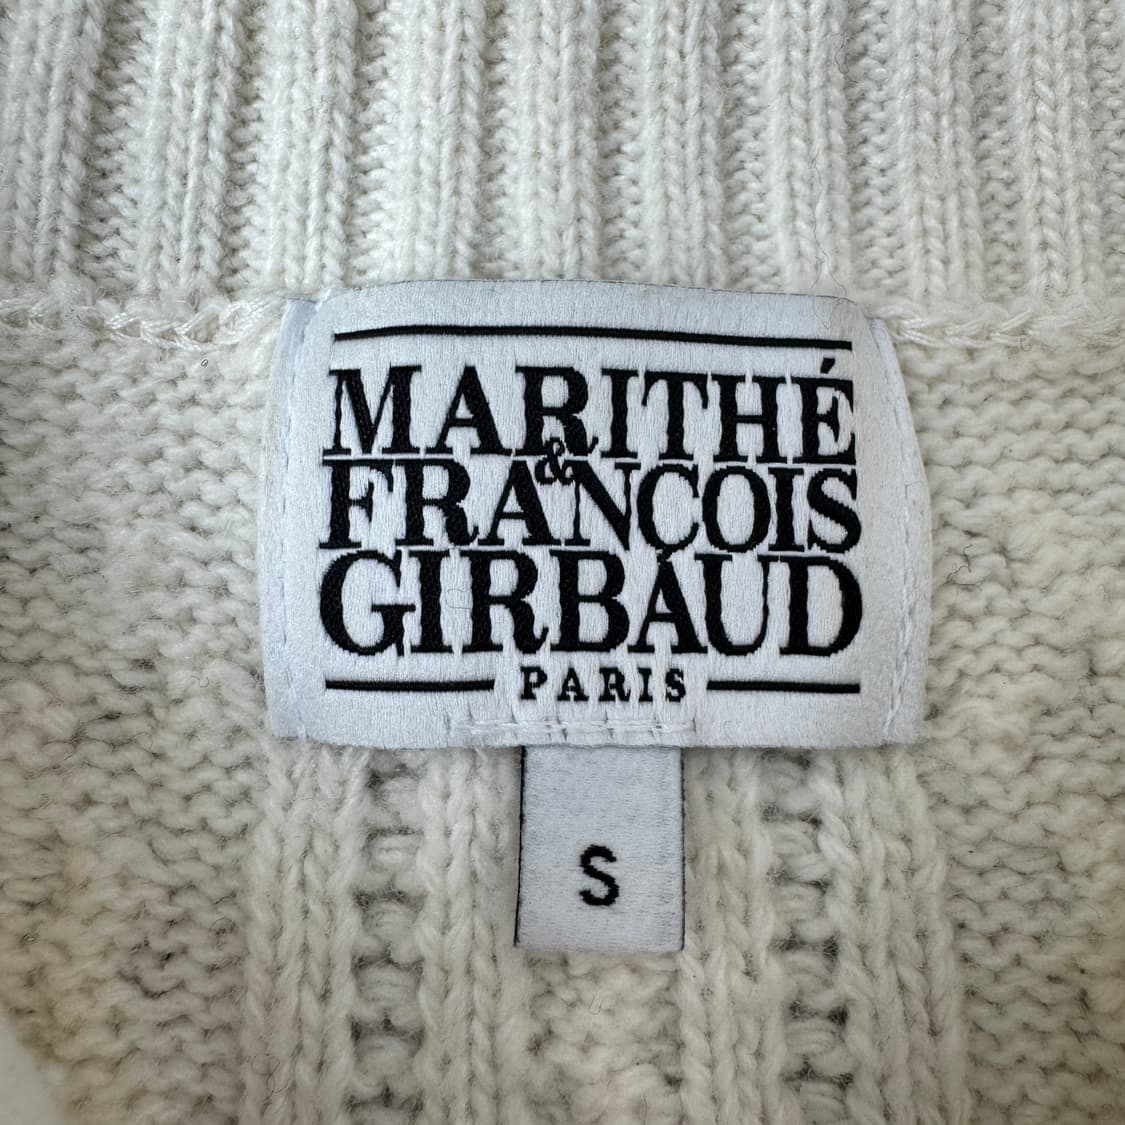 MARITHÉ
&
FRANÇOIS
GIRBAUD
PARIS
S